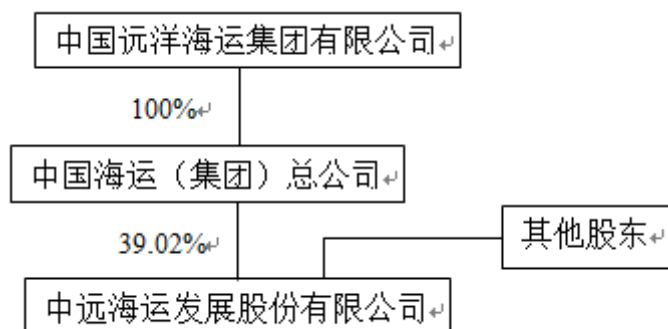 中国远洋海运集团有限公司
100%
中国海运（集团）总公司
39.02%
其他股东
中远海运发展股份有限公司